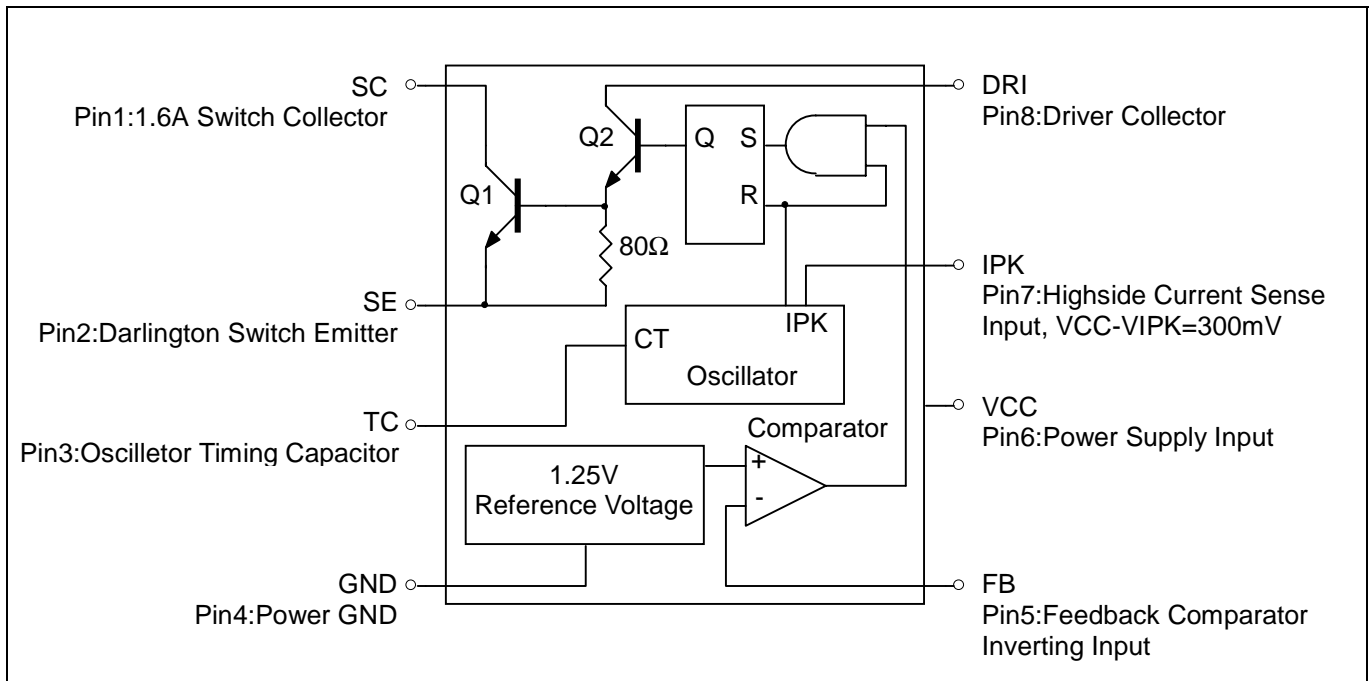 SC
Pin1:1.6A Switch Collector
DRI
Pin8:Driver Collector
Q2
Q
S
R
Q1
80Ω
SE
Pin2:Darlington Switch Emitter
IPK
Pin7:Highside Current Sense
Input, VCC-VIPK=300mV
IPK
CT
Oscillator
TC
Pin3:Oscilletor Timing Capacitor
VCC
Pin6:Power Supply Input
Comparator
1.25V
Reference Voltage
+
-
GND
Pin4:Power GND
FB
Pin5:Feedback Comparator
Inverting Input